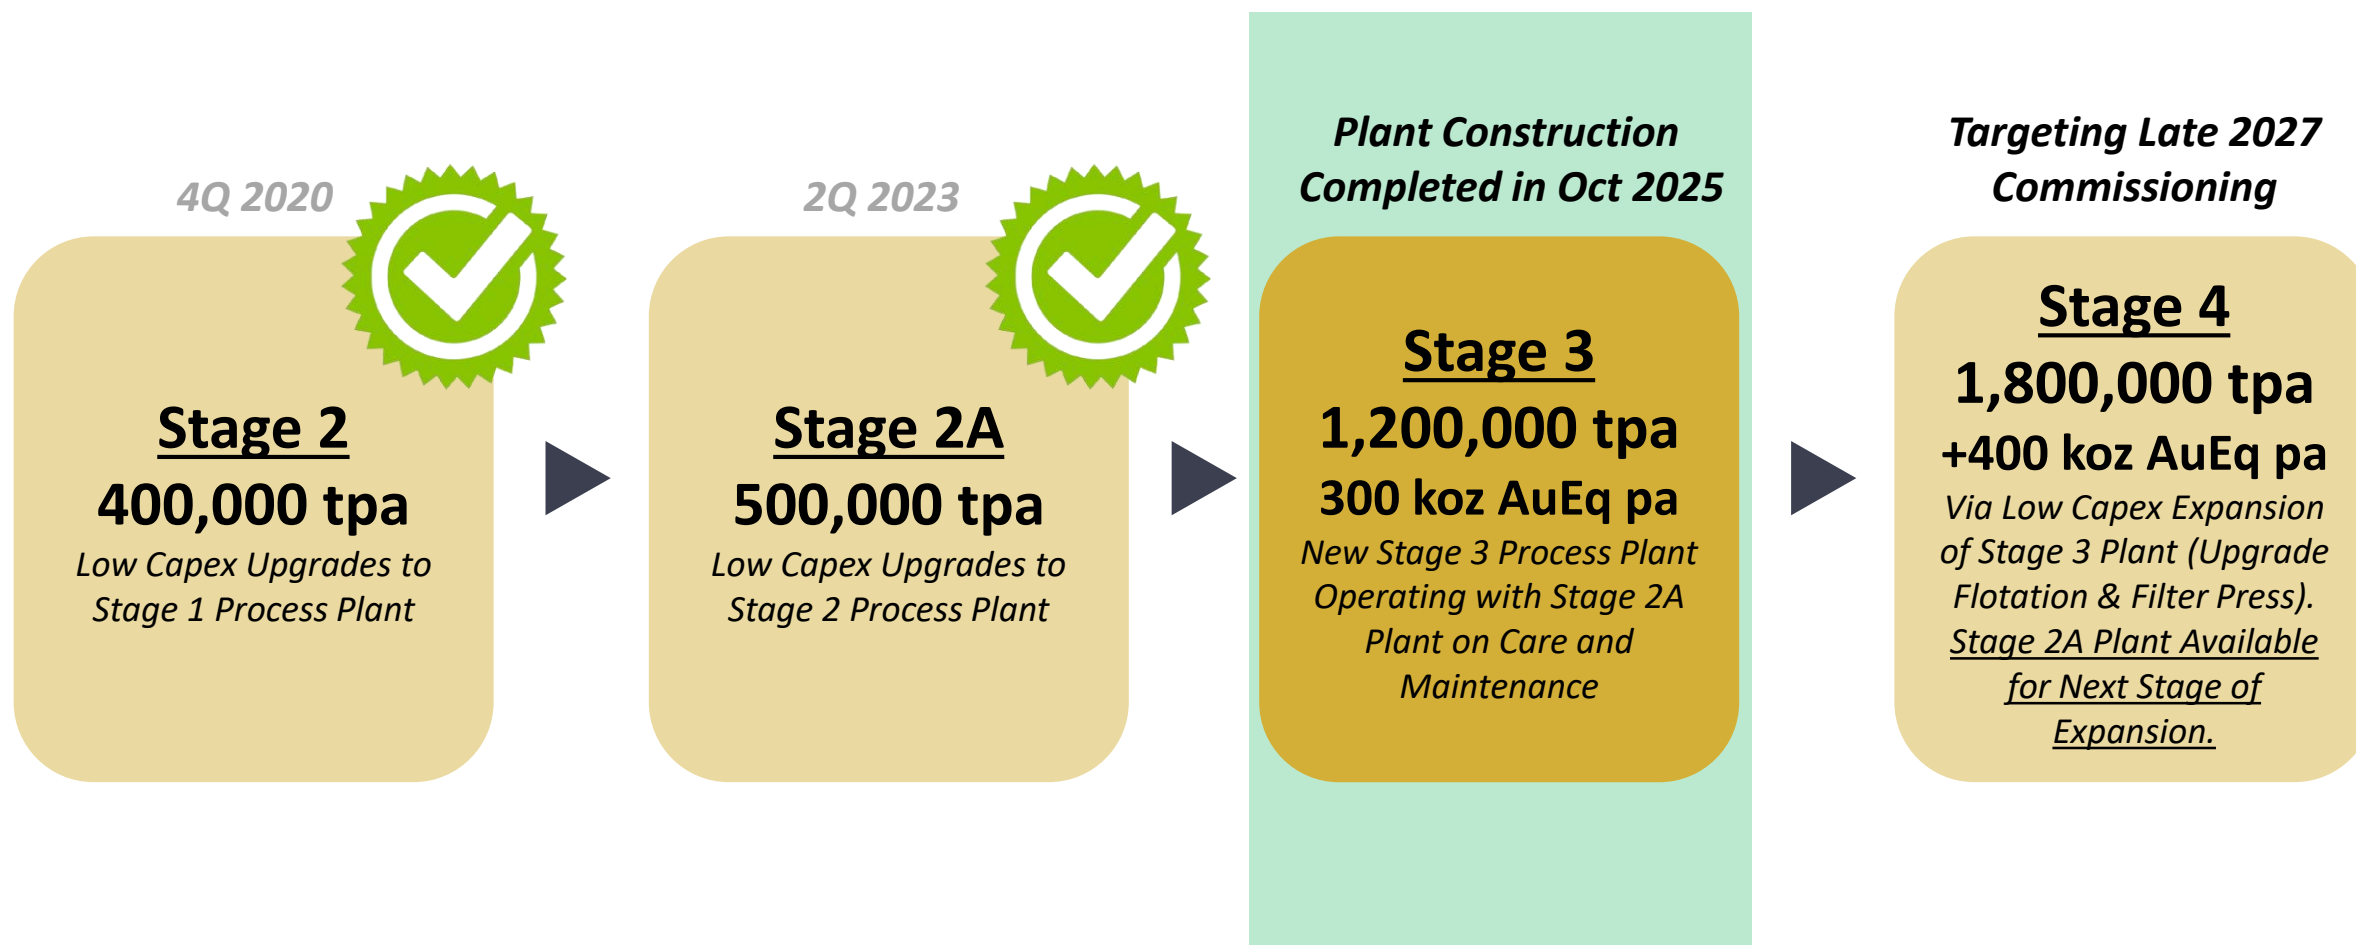 4Q 2020
Stage 2
400,000 tpa
Low Capex Upgrades to
Stage 1 Process Plant
2Q 2023
Stage 2A
500,000 tpa
Low Capex Upgrades to
Stage 2 Process Plant
Plant Construction
Completed in Oct 2025
Stage 3
1,200,000 tpa
300 koz AuEq pa
New Stage 3 Process Plant
Operating with Stage 2A
Plant on Care and
Maintenance
Targeting Late 2027
Commissioning
Stage 4
1,800,000 tpa
+400 koz AuEq pa
Via Low Capex Expansion
of Stage 3 Plant (Upgrade
Flotation & Filter Press).
Stage 2A Plant Available
for Next Stage of
Expansion.